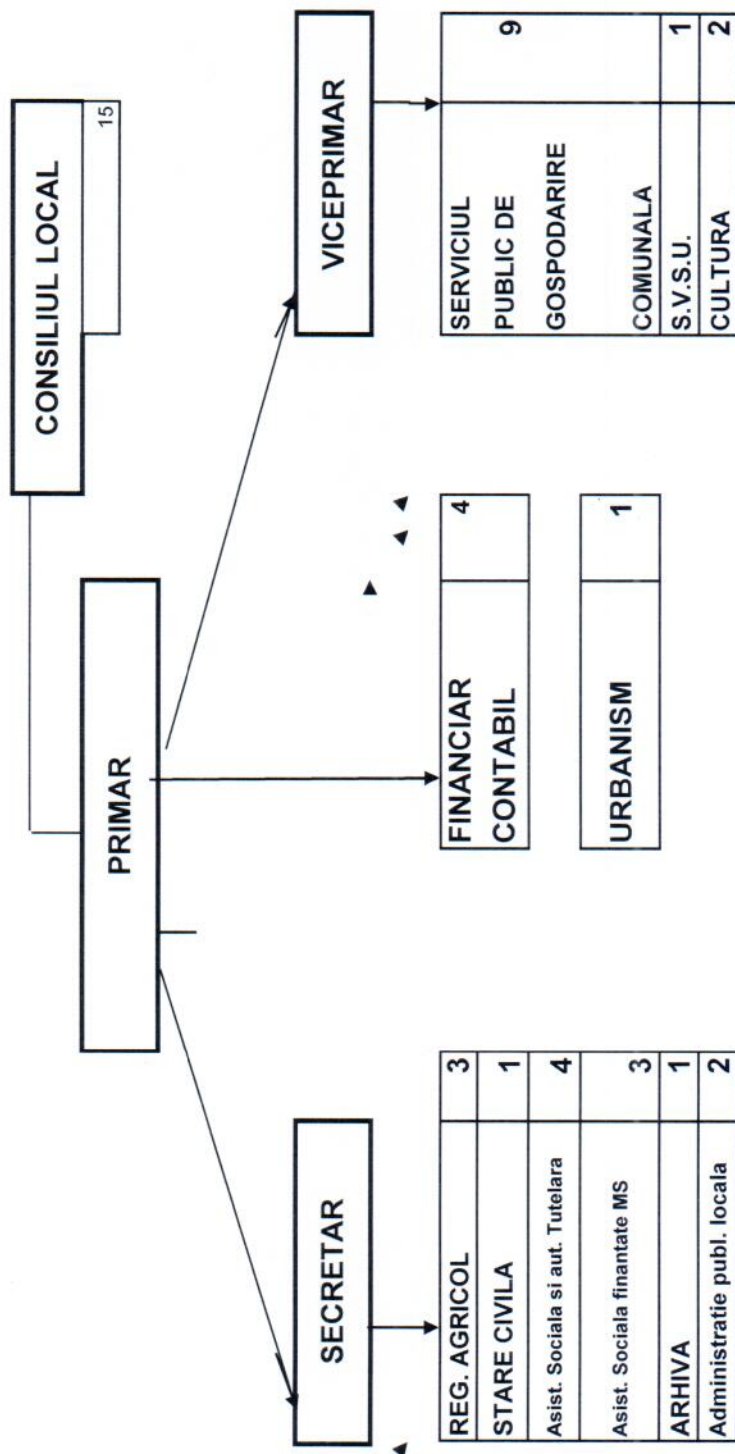 CONSILIUL LOCAL
15
PRIMAR
SECRETAR
VICEPRIMAR
REG. AGRICOL 3
STARE CIVILA 1
Asist. Sociala si aut. Tutelara 4
Asist. Sociala finantate MS 3
ARHIVA 1
Administratie publ. locala 2
FINANCIAR 4
CONTABIL
URBANISM 1
SERVICIUL
PUBLIC DE 9
GOSPODARIRE
COMUNALA
S.V.S.U. 1
CULTURA 2